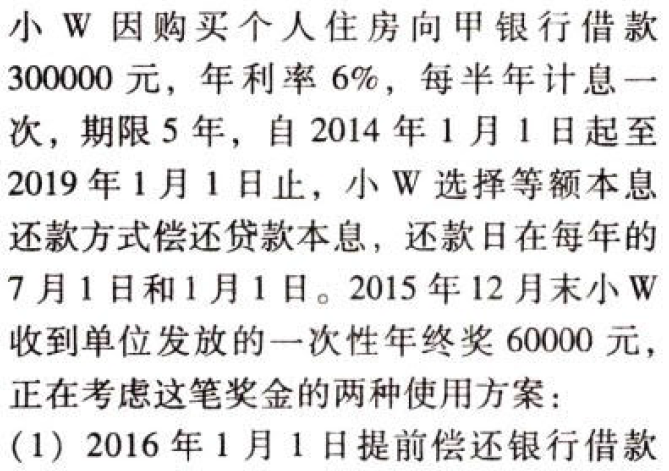 小 W 因购买个人住房向甲银行借款
300000 元，年利率 6%，每半年计息一
次，期限 5 年，自 2014 年 1 月 1 日起至
2019 年 1 月 1 日止，小 W 选择等额本息
还款方式偿还贷款本息，还款日在每年的
7 月 1 日和 1 月 1 日。2015 年 12 月末小 W
收到单位发放的一次性年终奖 60000 元，
正在考虑这笔奖金的两种使用方案：
(1) 2016 年 1 月 1 日提前偿还银行借款